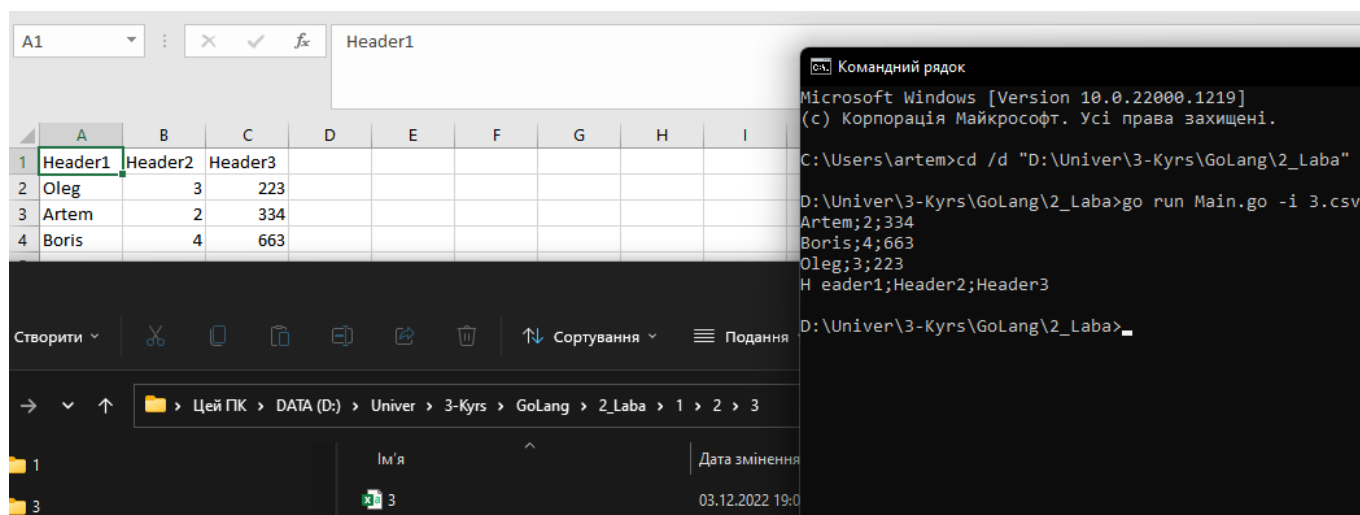 A1
fx
Header1
A B C D E F G H I
1 Header1 Header2 Header3
2 Oleg 3 223
3 Artem 2 334
4 Boris 4 663
Створити
Сортування
Подання
Цей ПК > DATA (D:) > Univer > 3-Kyrs > GoLang > 2_Laba > 1 > 2 > 3
1
3
Ім'я
Дата змінення
3
03.12.2022 19:0
Командний рядок
Microsoft Windows [Version 10.0.22000.1219]
(c) Корпорація Майкрософт. Усі права захищені.
C:\Users\artem>cd /d "D:\Univer\3-Kyrs\GoLang\2_Laba"
D:\Univer\3-Kyrs\GoLang\2_Laba>go run Main.go -i 3.csv
Artem;2;334
Boris;4;663
Oleg;3;223
H eader1;Header2;Header3
D:\Univer\3-Kyrs\GoLang\2_Laba>